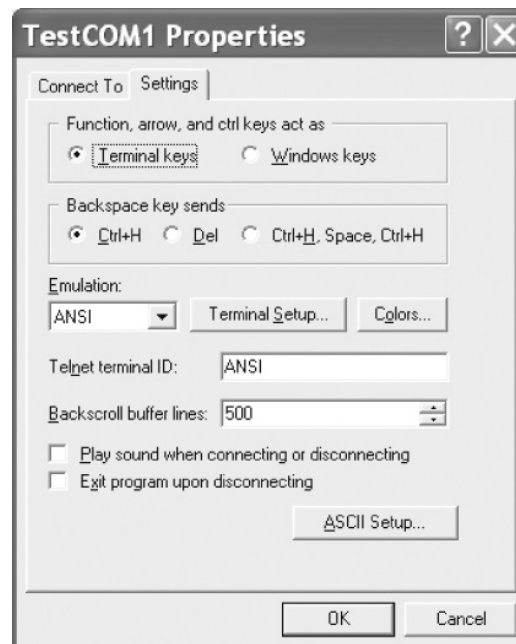 TestCOM1 Properties
Connect To Settings
Function, arrow, and ctrl keys act as
Terminal keys Windows keys
Backspace key sends
Ctrl+H Del Ctrl+H, Space, Ctrl+H
Emulation:
ANSI Terminal Setup... Colors...
Telnet terminal ID: ANSI
Backscroll buffer lines: 500
Play sound when connecting or disconnecting
Exit program upon disconnecting
ASCII Setup...
OK Cancel